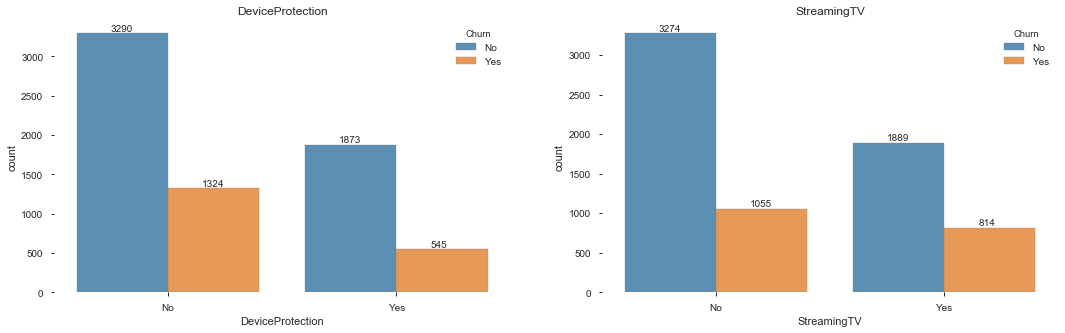 DeviceProtection
3290
Churn
No
Yes
3000
2500
2000
1873
1500
1324
1000
545
500
0
count
No
Yes
DeviceProtection
StreamingTV
3274
Churn
No
Yes
3000
2500
2000
1889
1500
1055
1000
814
500
0
count
No
Yes
StreamingTV